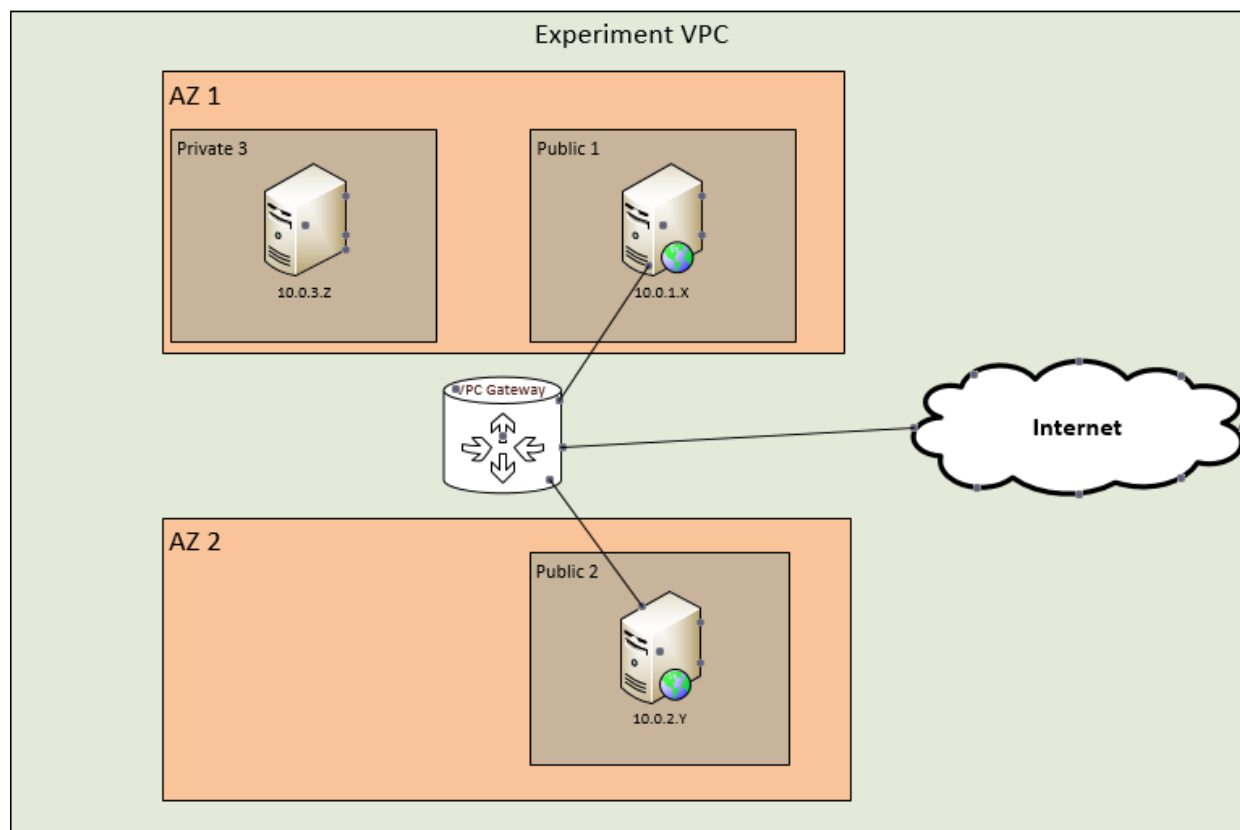 Experiment VPC
AZ 1
Private 3
Public 1
10.0.3.Z
10.0.1.X
VPC Gateway
Internet
AZ 2
Public 2
10.0.2.Y